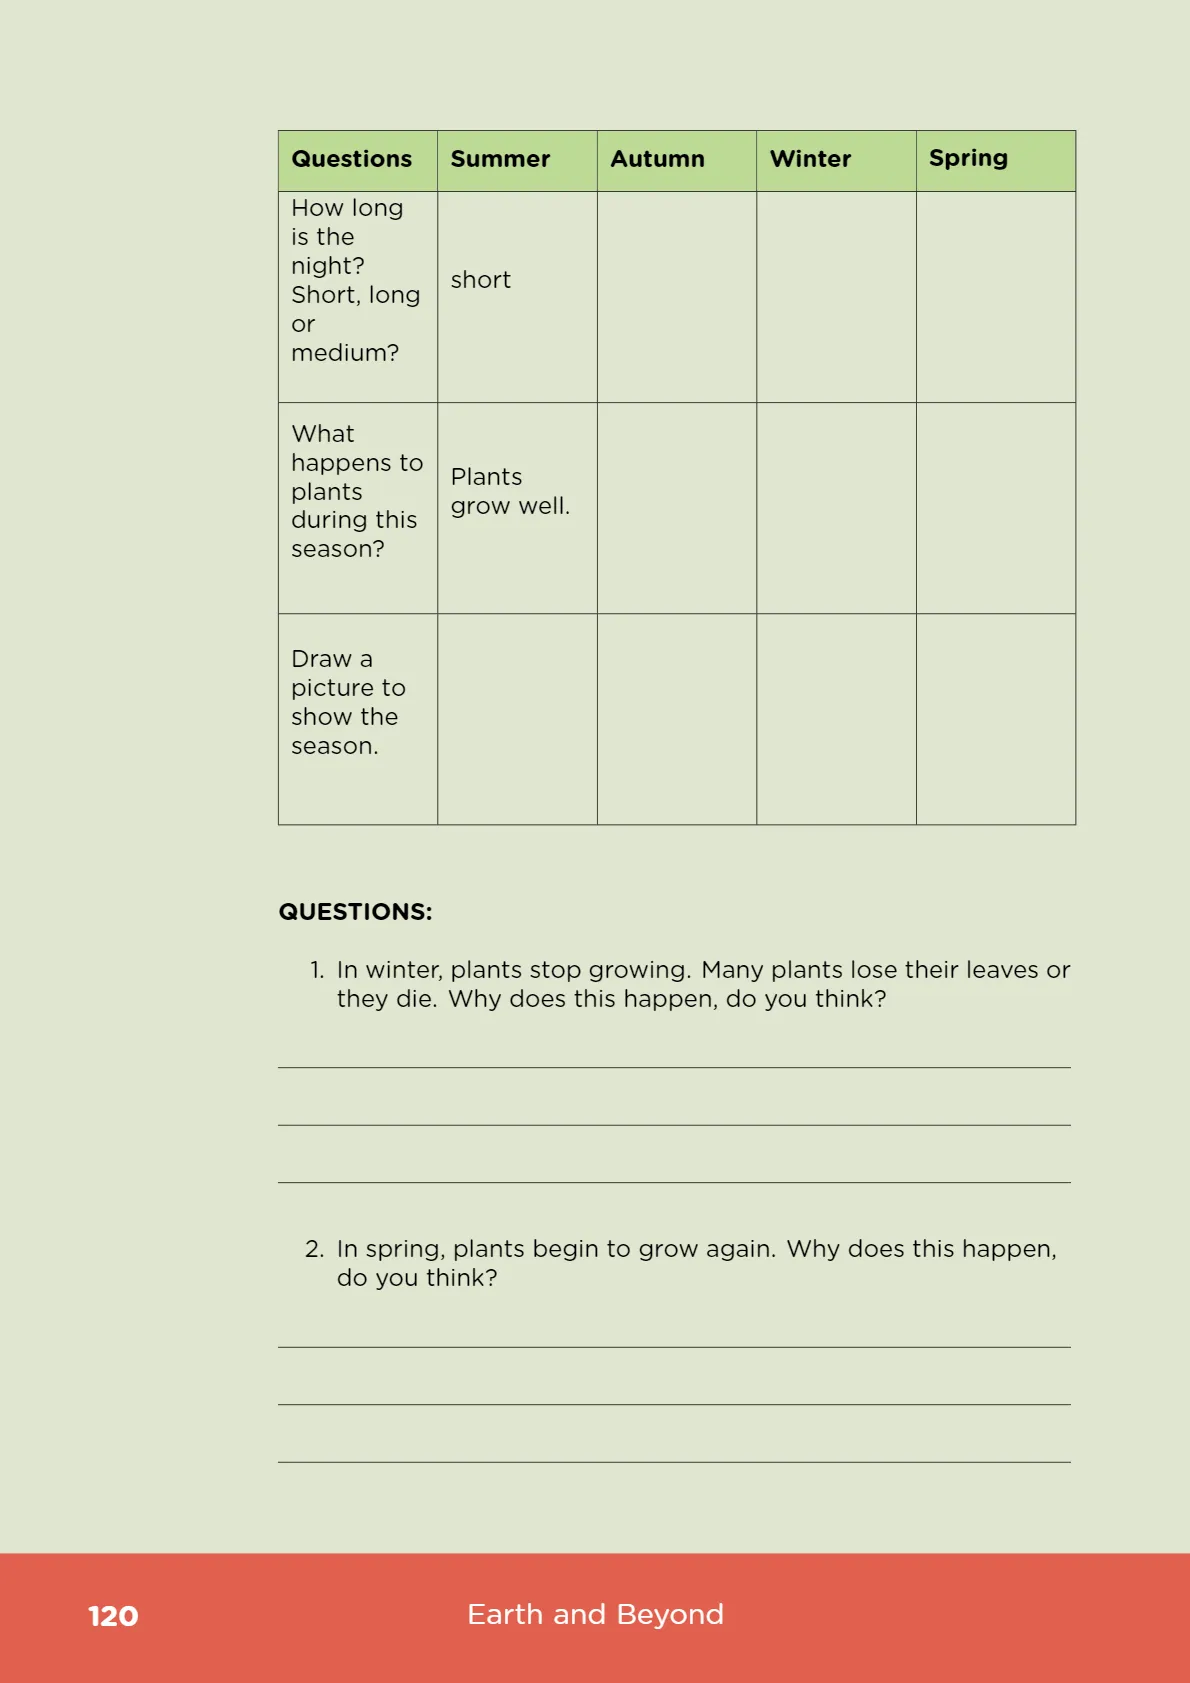 Questions Summer Autumn Winter Spring
How long
is the
night?
Short, long
or
medium?
short
What
happens to
plants
during this
season?
Plants
grow well.
Draw a
picture to
show the
season.
QUESTIONS:
1. In winter, plants stop growing. Many plants lose their leaves or
they die. Why does this happen, do you think?
2. In spring, plants begin to grow again. Why does this happen,
do you think?
120 Earth and Beyond